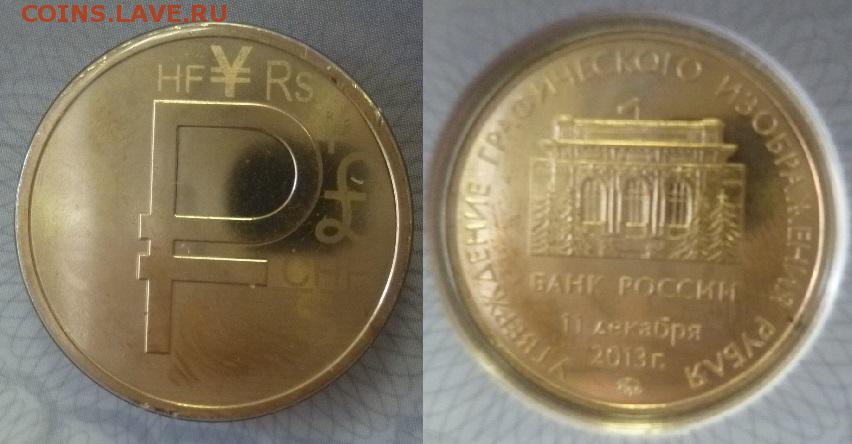 COINS.LAVE.RU
HF ¥ Rs
£
CHF
УТВЕРЖДЕНИЕ ГРАФИЧЕСКОГО ИЗОБРАЖЕНИЯ РУБЛЯ
БАНК РОССИИ
11 декабря
2013 г.